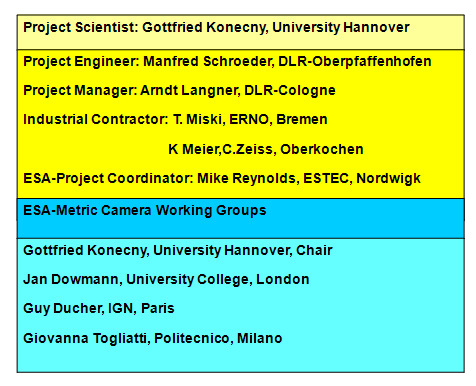 Project Scientist: Gottfried Konecny, University Hannover
Project Engineer: Manfred Schroeder, DLR-Oberpfaffenhofen
Project Manager: Arndt Langner, DLR-Cologne
Industrial Contractor: T. Miski, ERNO, Bremen
K Meier,C.Zeiss, Oberkochen
ESA-Project Coordinator: Mike Reynolds, ESTEC, Nordwigk
ESA-Metric Camera Working Groups
Gottfried Konecny, University Hannover, Chair
Jan Dowmann, University College, London
Guy Ducher, IGN, Paris
Giovanna Togliatti, Politecnico, Milano